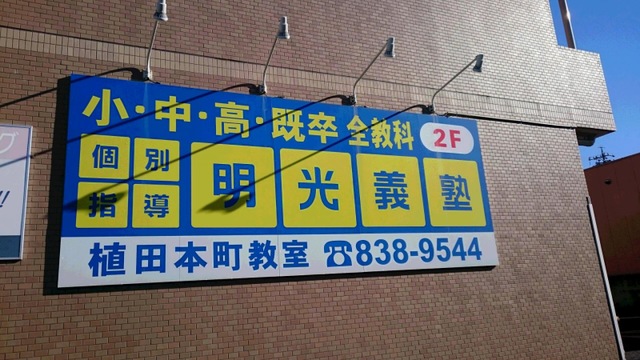 小・中・高・既卒 全教科 2F
個別指導 明光義塾
植田本町教室 ☎838-9544
グ
!!